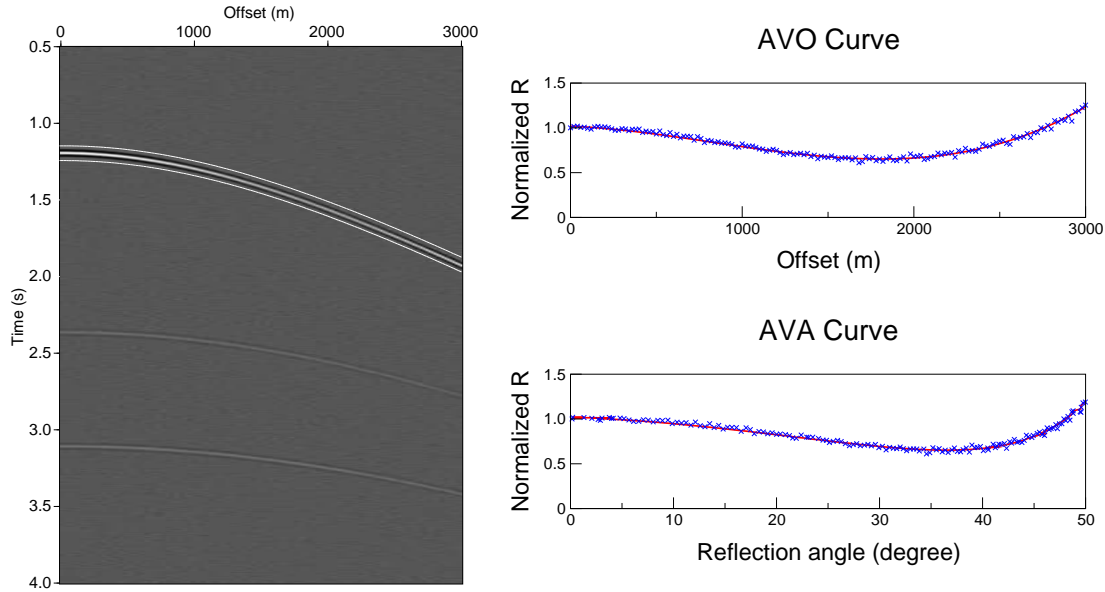 Offset (m)
0 1000 2000 3000
0.5
1.0
1.5
2.0
2.5
3.0
3.5
4.0
Time (s)
AVO Curve
1.5
1.0
0.5
0
Normalized R
0 1000 2000 3000
Offset (m)
AVA Curve
1.5
1.0
0.5
0
Normalized R
0 10 20 30 40 50
Reflection angle (degree)